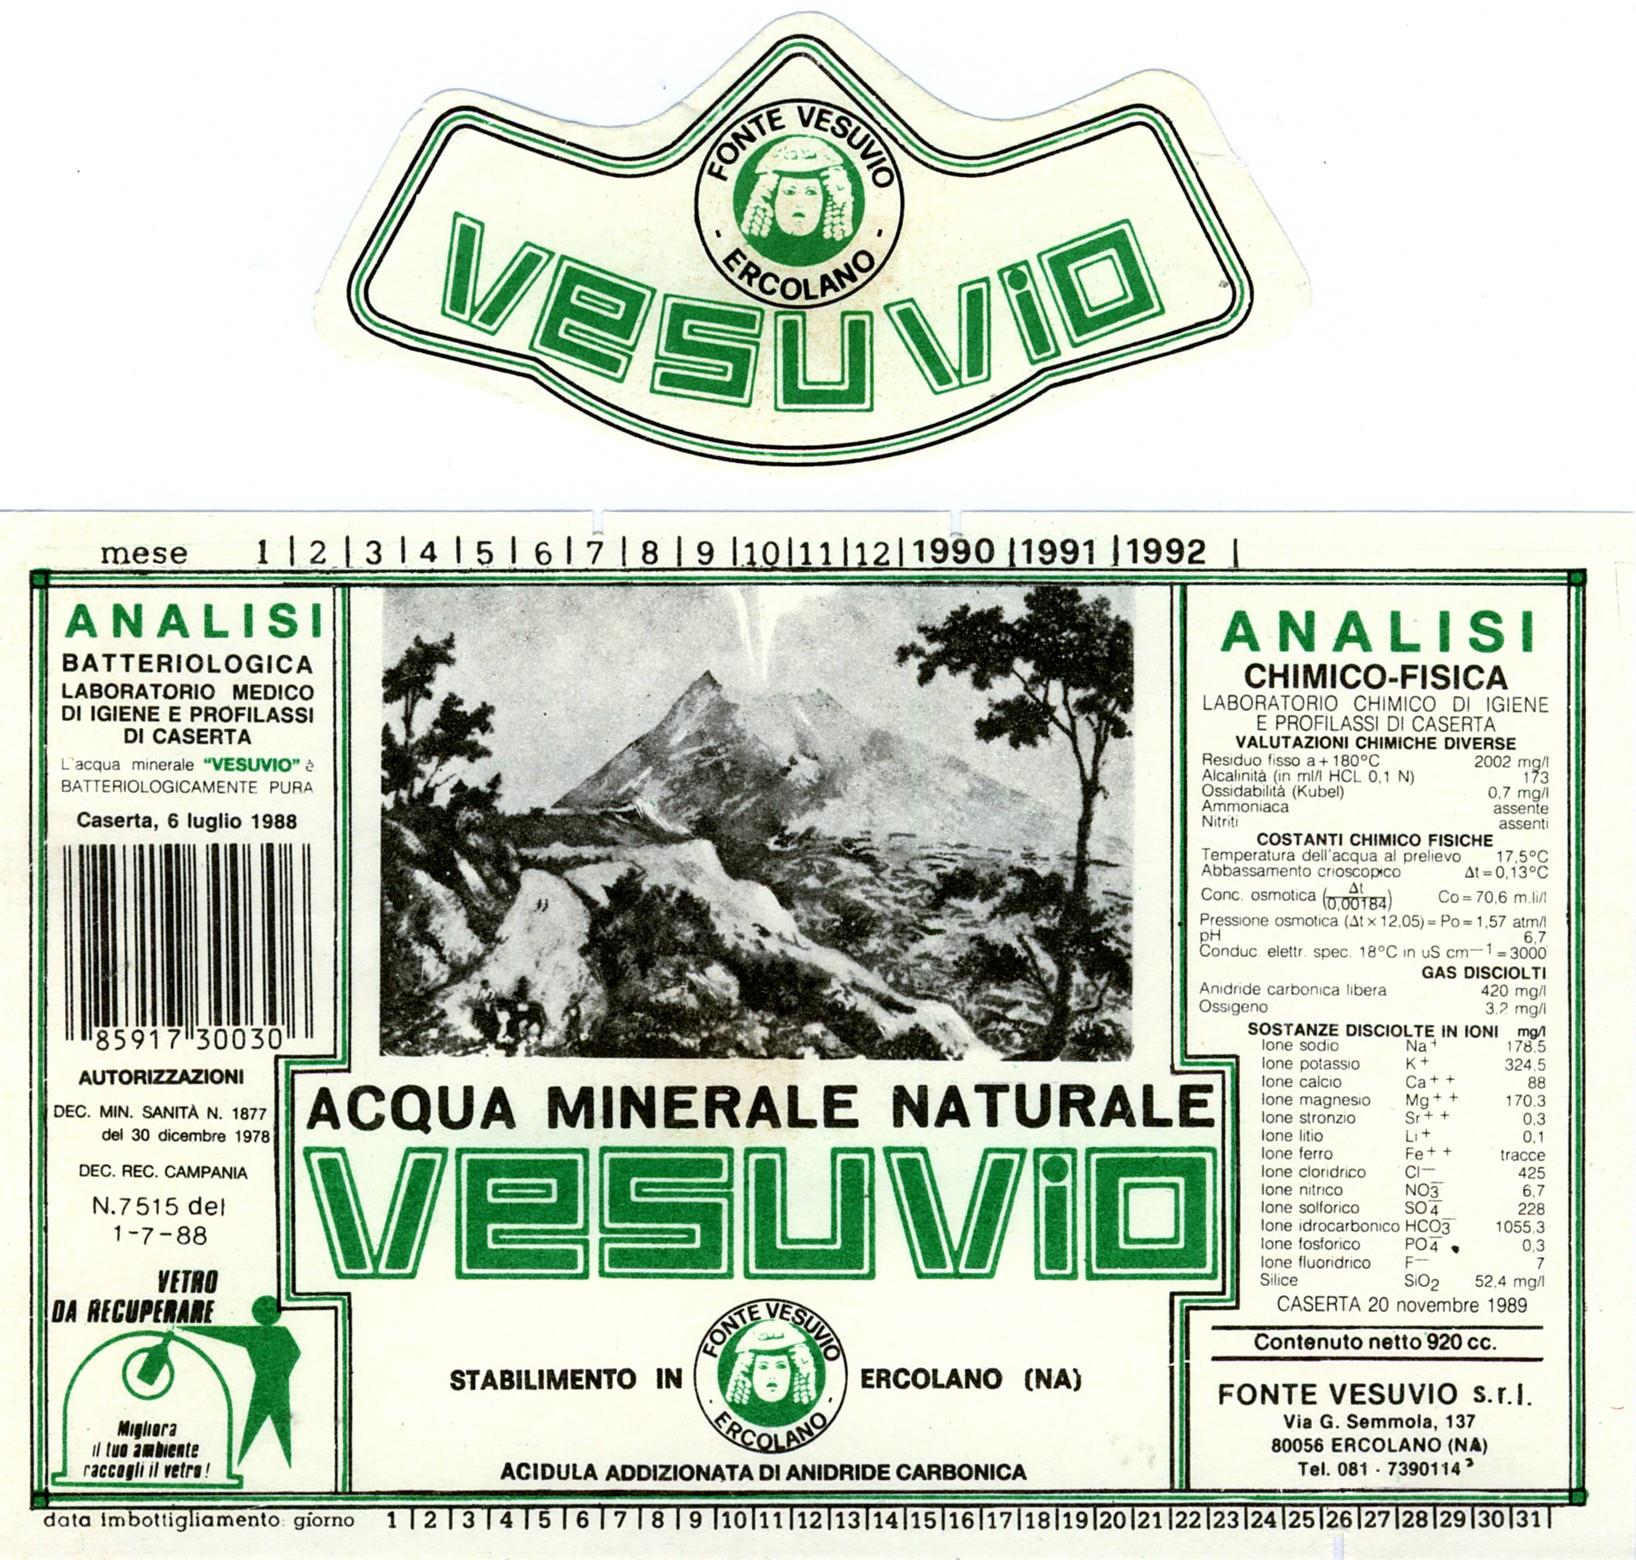 FONTE VESUVIO
- ERCOLANO -
vesuvio
mese 1 | 2 | 3 | 4 | 5 | 6 | 7 | 8 | 9 | 10 | 11 | 12 | 1990 | 1991 | 1992 |
ANALISI
BATTERIOLOGICA
LABORATORIO MEDICO
DI IGIENE E PROFILASSI
DI CASERTA
L'acqua minerale "VESUVIO" è
BATTERIOLOGICAMENTE PURA
Caserta, 6 luglio 1988
85917 30030
AUTORIZZAZIONI
DEC. MIN. SANITÀ N. 1877
del 30 dicembre 1978
DEC. REC. CAMPANIA
N.7515 del
1-7-88
VETRO
DA RECUPERARE
Migliora
il tuo ambiente
raccogli il vetro!
ACQUA MINERALE NATURALE
vesuvio
STABILIMENTO IN ERCOLANO (NA)
FONTE VESUVIO
- ERCOLANO -
ACIDULA ADDIZIONATA DI ANIDRIDE CARBONICA
ANALISI
CHIMICO-FISICA
LABORATORIO CHIMICO DI IGIENE
E PROFILASSI DI CASERTA
VALUTAZIONI CHIMICHE DIVERSE
Residuo fisso a + 180°C 2002 mg/l
Alcalinità (in ml/l HCL 0,1 N) 173
Ossidabilità (Kubel) 0,7 mg/l
Ammoniaca assente
Nitriti assenti
COSTANTI CHIMICO FISICHE
Temperatura dell'acqua al prelievo 17,5°C
Abbassamento crioscopico Δt = 0,13°C
Conc. osmotica (Δt/0,00184) Co = 70,6 m.li/l
Pressione osmotica (Δt × 12,05) = Po = 1,57 atm/l
pH 6,7
Conduc. elettr. spec. 18°C in uS cm—1 = 3000
GAS DISCIOLTI
Anidride carbonica libera 420 mg/l
Ossigeno 3,2 mg/l
SOSTANZE DISCIOLTE IN IONI mg/l
Ione sodio Na+ 178,5
Ione potassio K+ 324,5
Ione calcio Ca++ 88
Ione magnesio Mg++ 170,3
Ione stronzio Sr++ 0,3
Ione litio Li+ 0,1
Ione ferro Fe++ tracce
Ione cloridrico Cl— 425
Ione nitrico NO3— 6,7
Ione solforico SO4— 228
Ione idrocarbonico HCO3— 1055,3
Ione fosforico PO4— 0,3
Ione fluoridrico F— 7
Silice SiO2 52,4 mg/l
CASERTA 20 novembre 1989
Contenuto netto 920 cc.
FONTE VESUVIO s.r.l.
Via G. Semmola, 137
80056 ERCOLANO (NA)
Tel. 081 - 7390114
data imbottigliamento: giorno 1 | 2 | 3 | 4 | 5 | 6 | 7 | 8 | 9 |10|11|12|13|14|15|16|17|18|19|20|21|22|23|24|25|26|27|28|29|30|31|